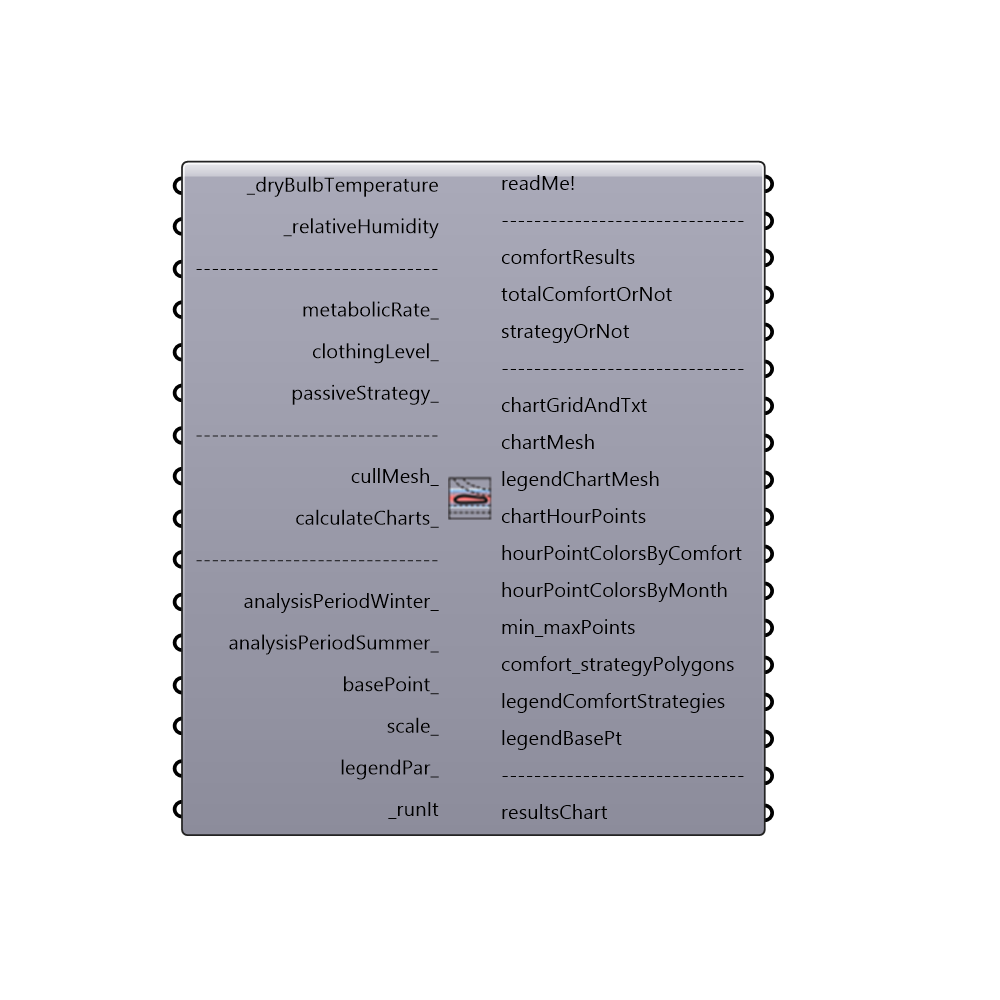 _dryBulbTemperature
_relativeHumidity
------------------------------
metabolicRate_
clothingLevel_
passiveStrategy_
------------------------------
cullMesh_
calculateCharts_
------------------------------
analysisPeriodWinter_
analysisPeriodSummer_
basePoint_
scale_
legendPar_
_runIt
readMe!
------------------------------
comfortResults
totalComfortOrNot
strategyOrNot
------------------------------
chartGridAndTxt
chartMesh
legendChartMesh
chartHourPoints
hourPointColorsByComfort
hourPointColorsByMonth
min_maxPoints
comfort_strategyPolygons
legendComfortStrategies
legendBasePt
------------------------------
resultsChart